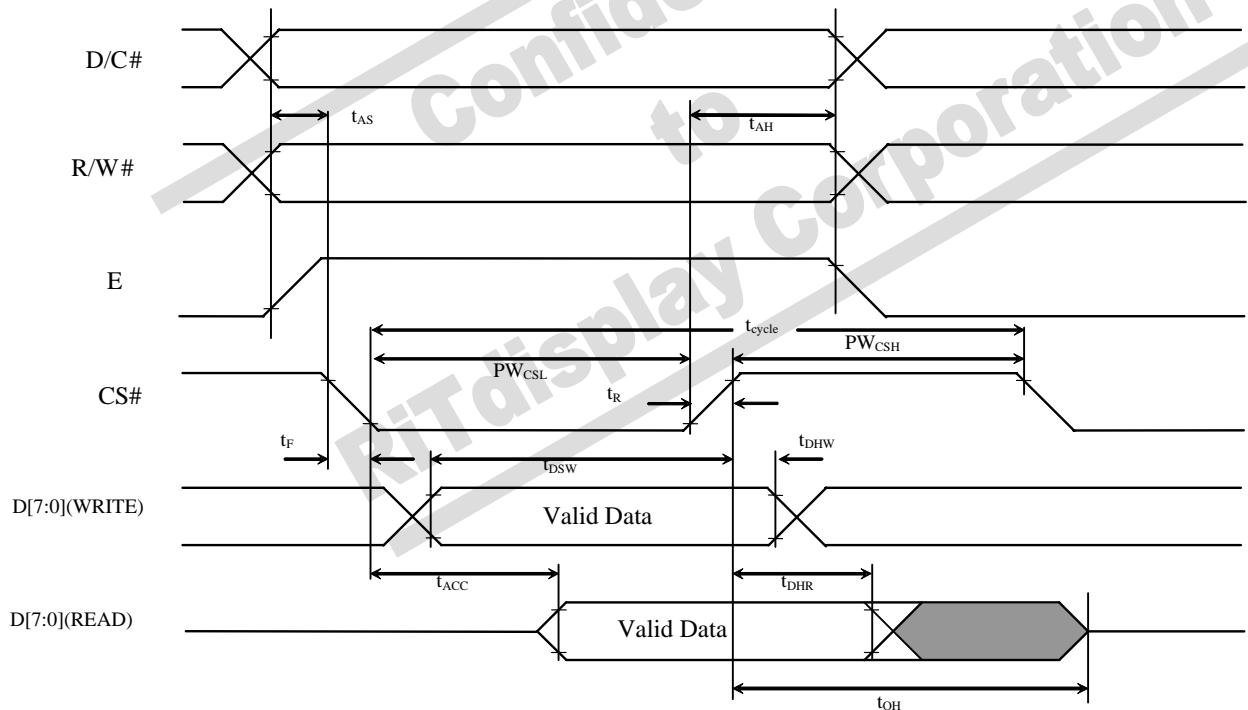 Confide
to
RiTdisplay Corporation
D/C#
tAS
tAH
R/W#
E
tcycle
PWCSL
PWCSH
CS#
tR
tF
tDSW
tDHW
D[7:0](WRITE)
Valid Data
tACC
tDHR
D[7:0](READ)
Valid Data
tOH